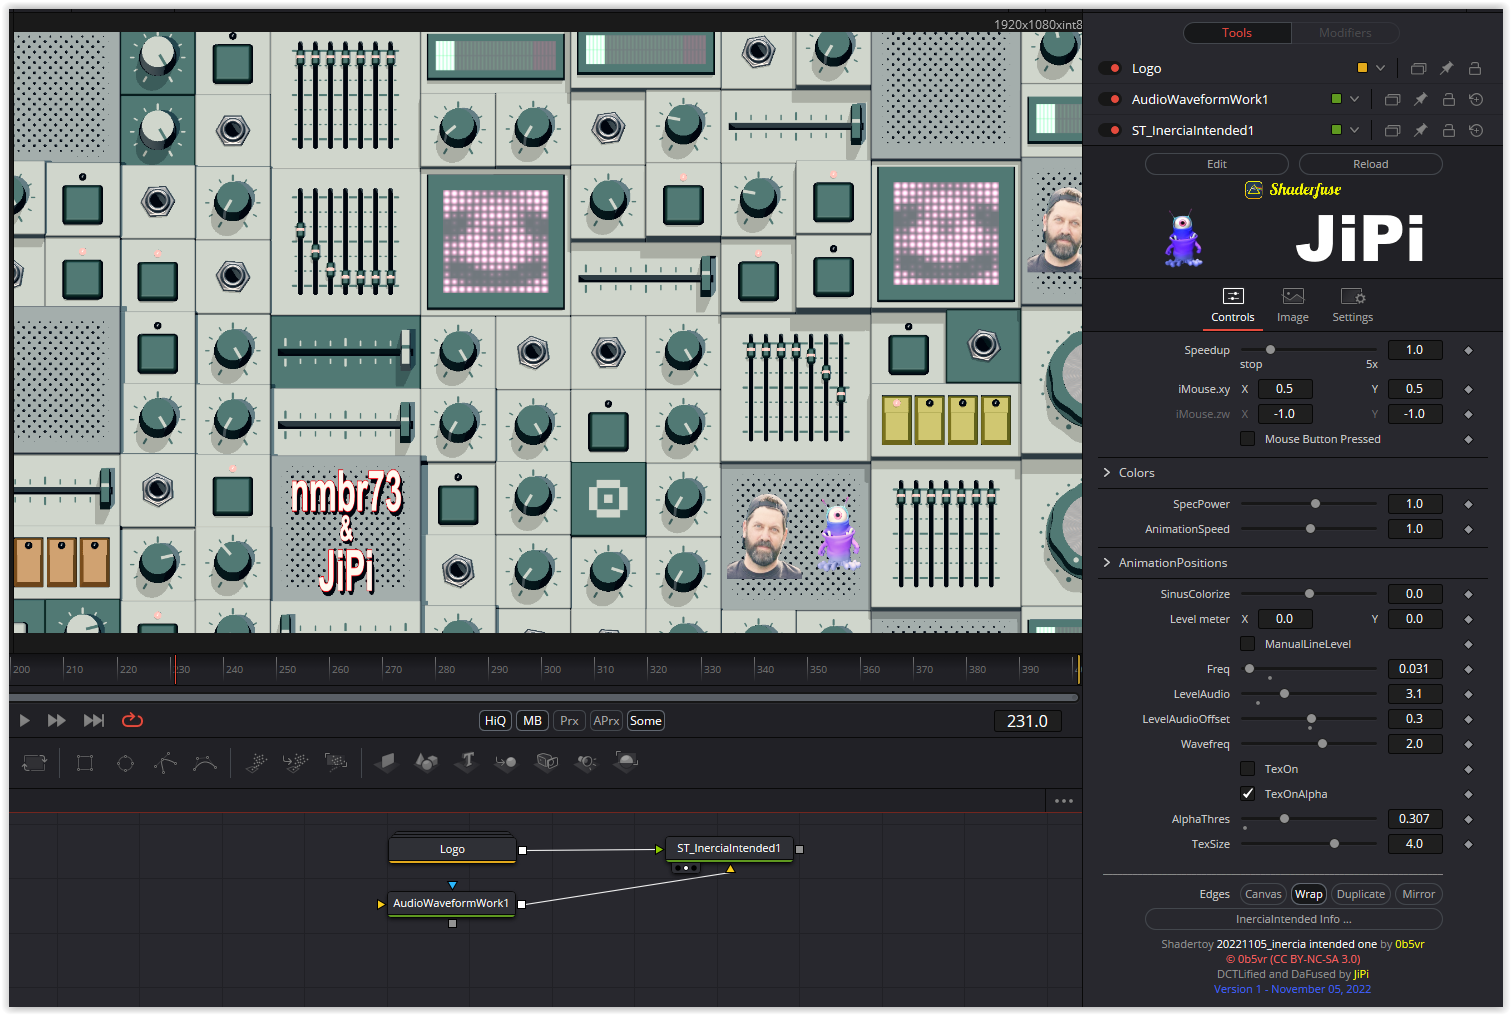 1920x1080xint8
Tools Modifiers
Logo
AudioWaveformWork1
ST_InerciaIntended1
Edit Reload
Shaderfuse
JiPi
Controls Image Settings
Speedup 1.0
stop 5x
iMouse.xy X 0.5 Y 0.5
iMouse.zw X -1.0 Y -1.0
Mouse Button Pressed
Colors
SpecPower 1.0
AnimationSpeed 1.0
AnimationPositions
SinusColorize 0.0
Level meter X 0.0 Y 0.0
ManualLineLevel
Freq 0.031
LevelAudio 3.1
LevelAudioOffset 0.3
Wavefreq 2.0
TexOn
TexOnAlpha
AlphaThres 0.307
TexSize 4.0
Edges Canvas Wrap Duplicate Mirror
InerciaIntended Info ...
Shadertoy 20221105_inercia intended one by 0b5vr
© 0b5vr (CC BY-NC-SA 3.0)
DCTLified and DaFused by JiPi
Version 1 - November 05, 2022
nmbr73
&
JiPi
200 210 220 230 240 250 260 270 280 290 300 310 320 330 340 350 360 370 380 390
HiQ MB Prx APrx Some 231.0
T
Logo
ST_InerciaIntended1
AudioWaveformWork1